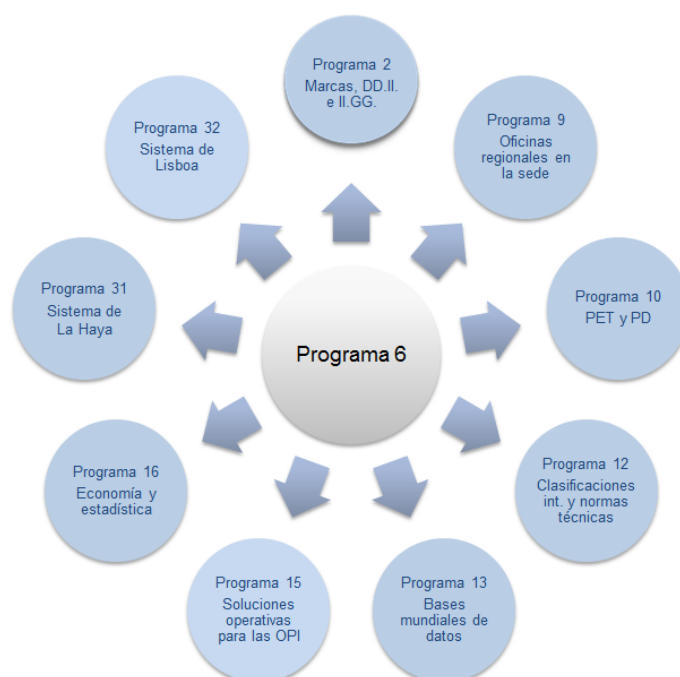 Programa 2
Marcas, DD.II.
e II.GG.
Programa 9
Oficinas
regionales en
la sede
Programa 10
PET y PD
Programa 12
Clasificaciones
int. y normas
técnicas
Programa 13
Bases
mundiales de
datos
Programa 15
Soluciones
operativas
para las OPI
Programa 16
Economía y
estadística
Programa 31
Sistema de
La Haya
Programa 32
Sistema de
Lisboa
Programa 6